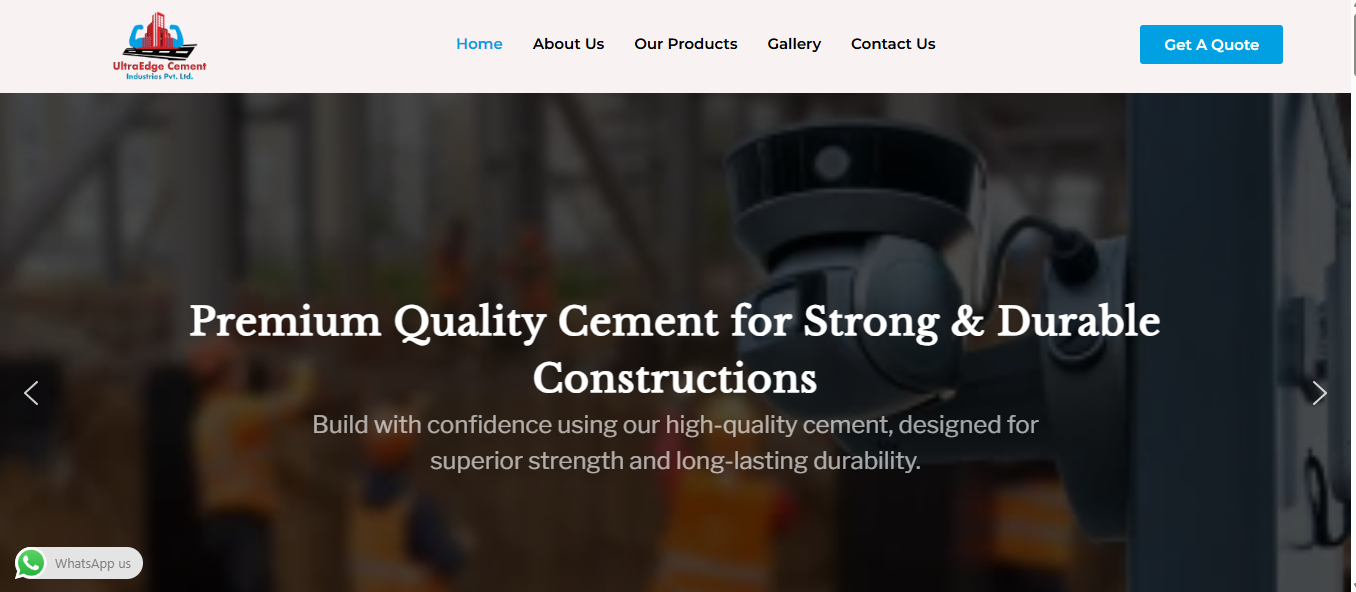 UltraEdge Cement
Industries Pvt. Ltd.
Home About Us Our Products Gallery Contact Us
Get A Quote
Premium Quality Cement for Strong & Durable
Constructions
Build with confidence using our high-quality cement, designed for
superior strength and long-lasting durability.
WhatsApp us